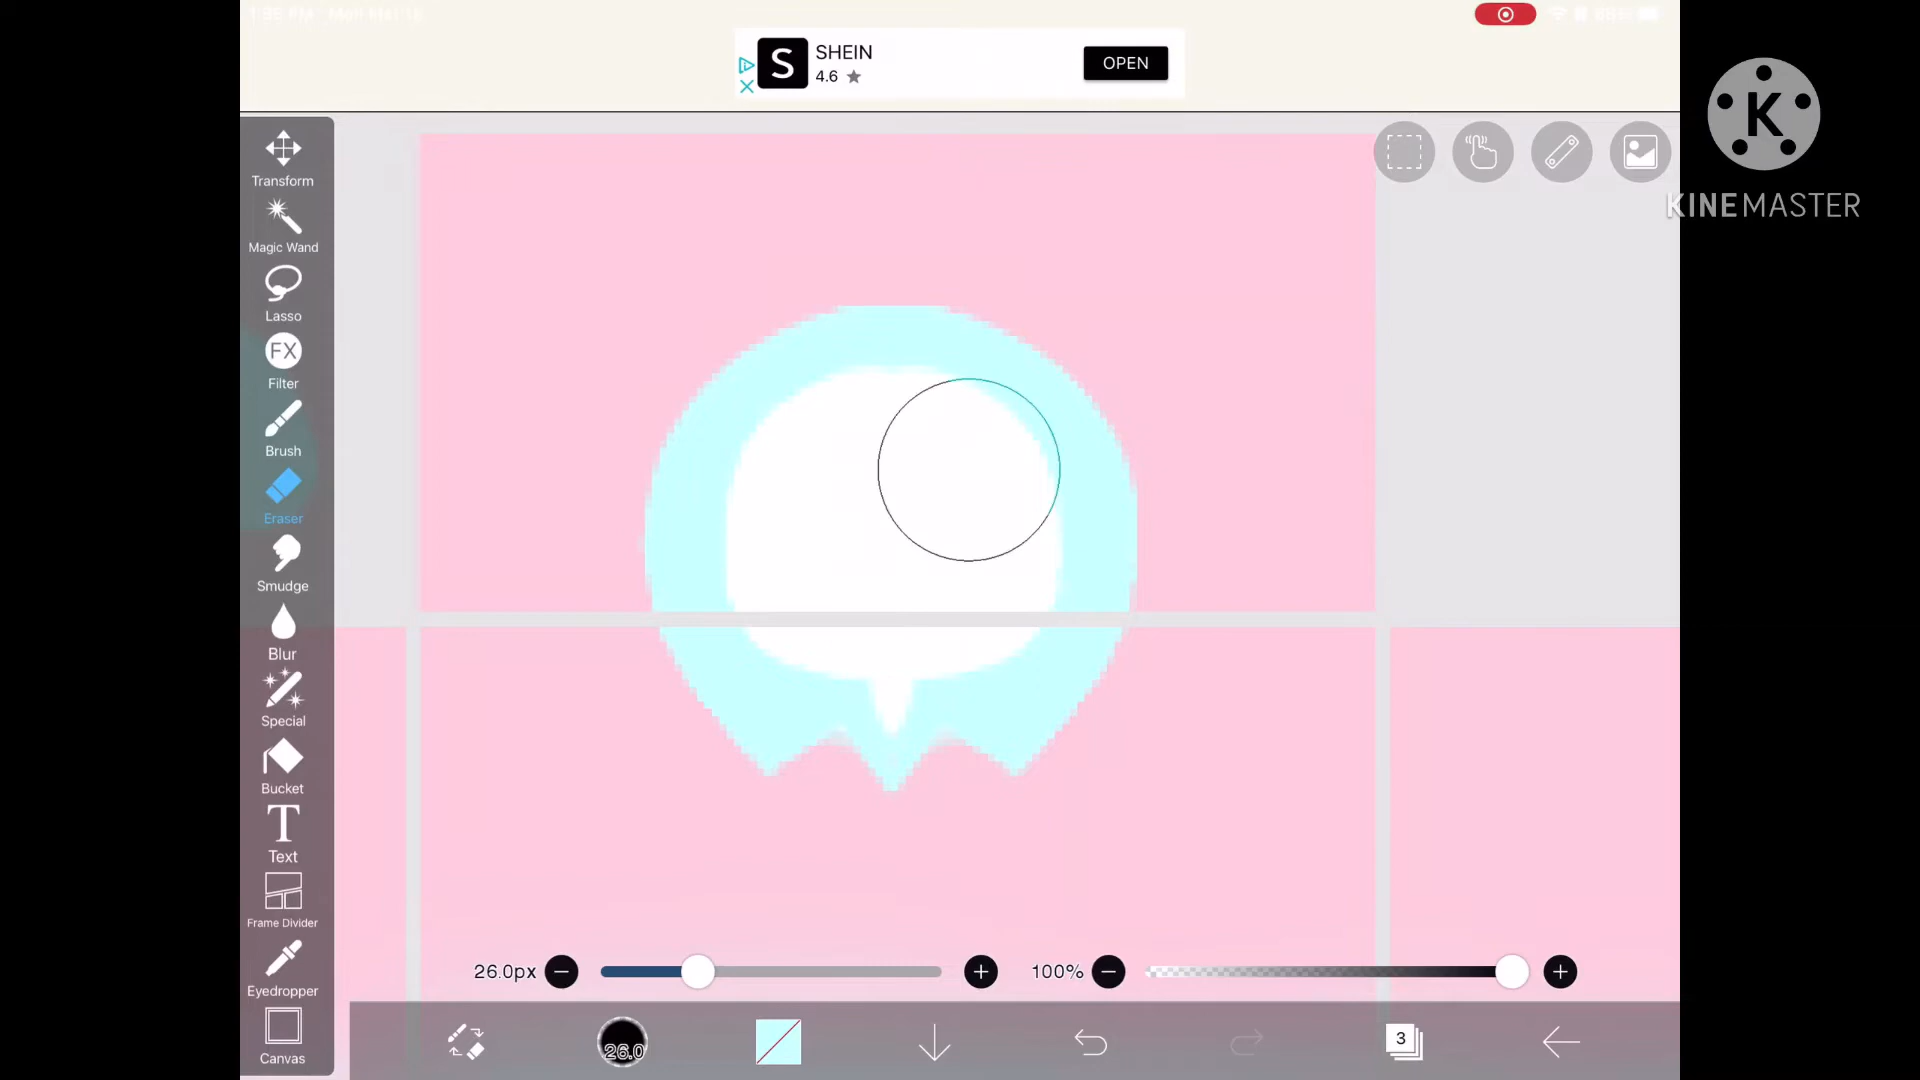 SHEIN
4.6
OPEN
S
K
KINEMASTER
Transform
Magic Wand
Lasso
FX
Filter
Brush
Eraser
Smudge
Blur
Special
Bucket
T
Text
Frame Divider
Eyedropper
Canvas
26.0px
100%
26.0
3